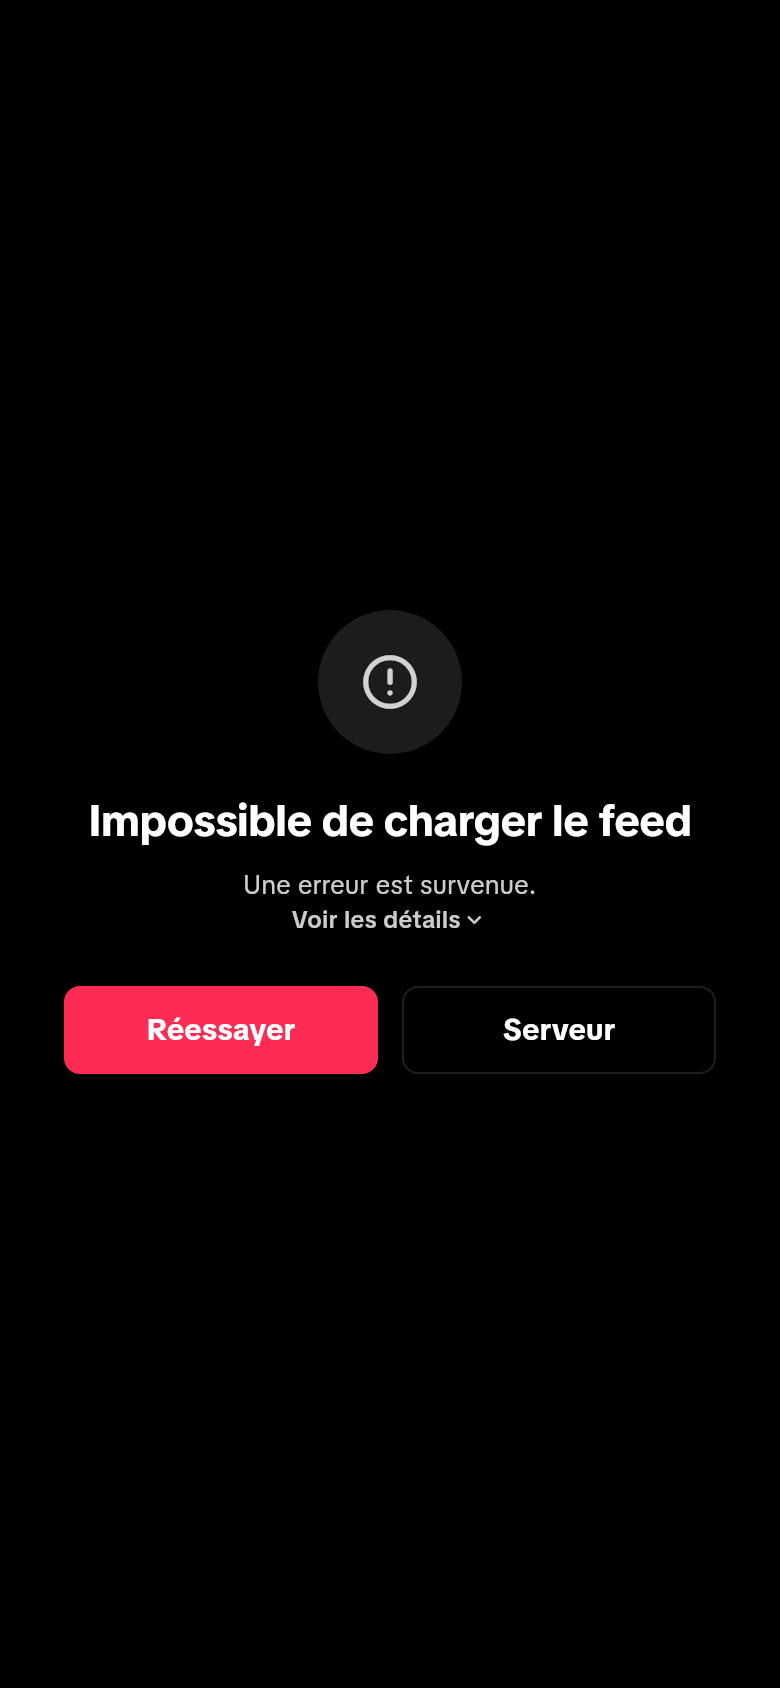 Impossible de charger le feed
Une erreur est survenue.
Voir les détails
Réessayer
Serveur